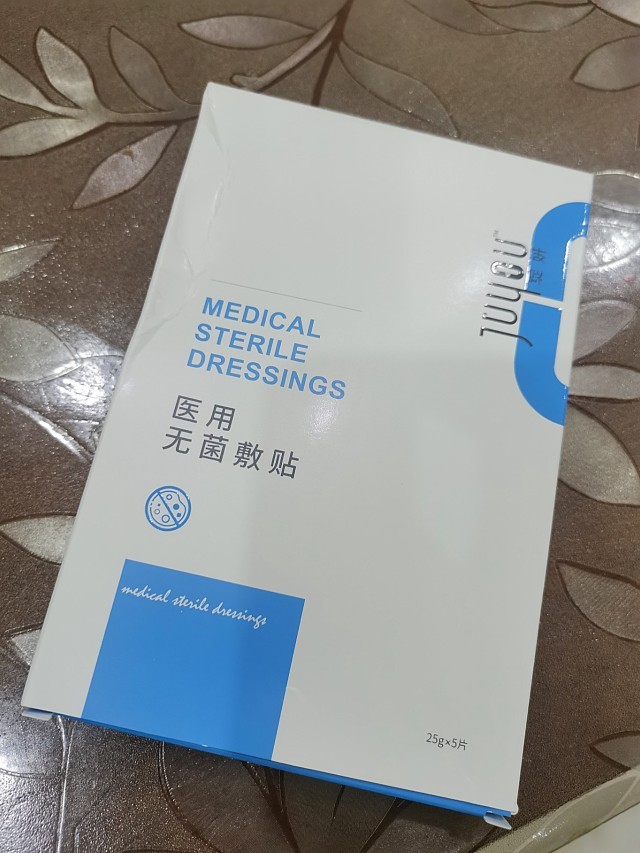 MEDICAL
STERILE
DRESSINGS
医用
无菌敷贴
medical sterile dressings
25g×5片